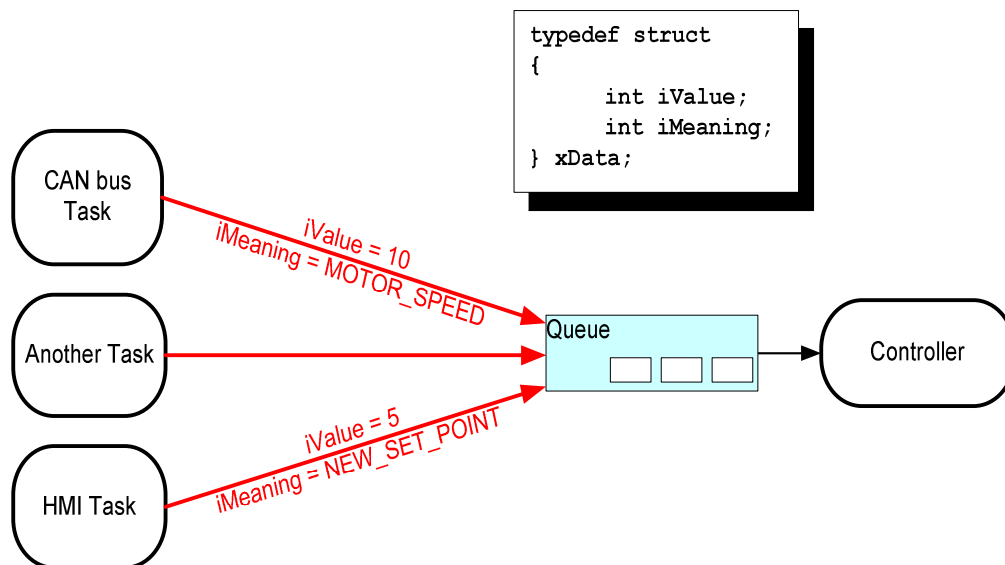 typedef struct
{
int iValue;
int iMeaning;
} xData;
CAN bus
Task
iValue = 10
iMeaning = MOTOR_SPEED
Another Task
Queue
Controller
iValue = 5
iMeaning = NEW_SET_POINT
HMI Task